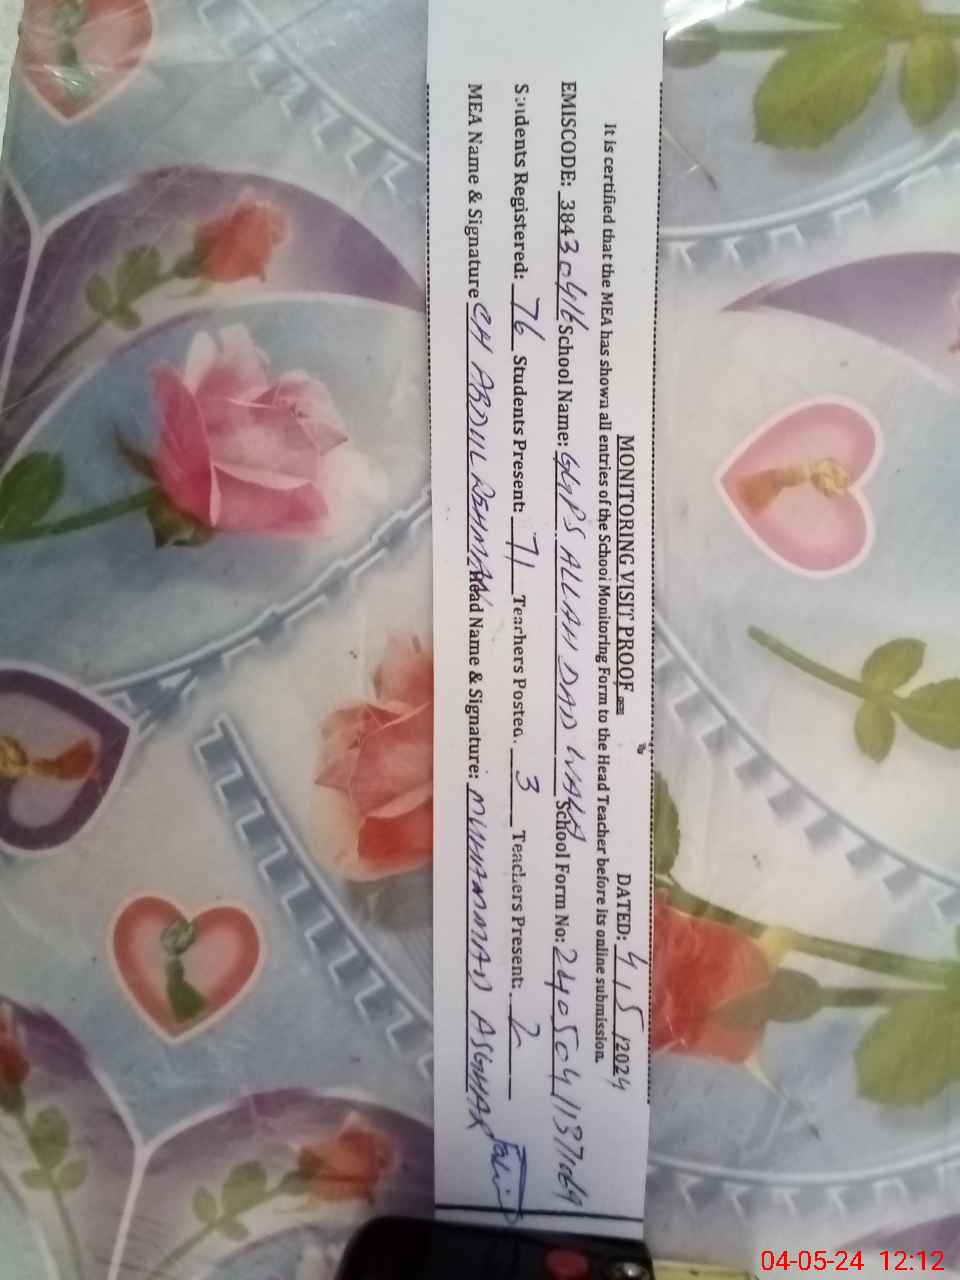 MONITORING VISIT PROOF DATED: 4/5/2024
It is certified that the MEA has shown all entries of the School Monitoring Form to the Head Teacher before its online submission.
EMISCODE: 38430416 School Name: GMPS ALLAH DAD WALA School Form No: 2405041137069
Students Registered: 76 Students Present: 71 Teachers Posted: 3 Teachers Present: 2
MEA Name & Signature CH ABDUL REHMAN Head Name & Signature: MUHAMMAD ASGHAR
04-05-24 12:12